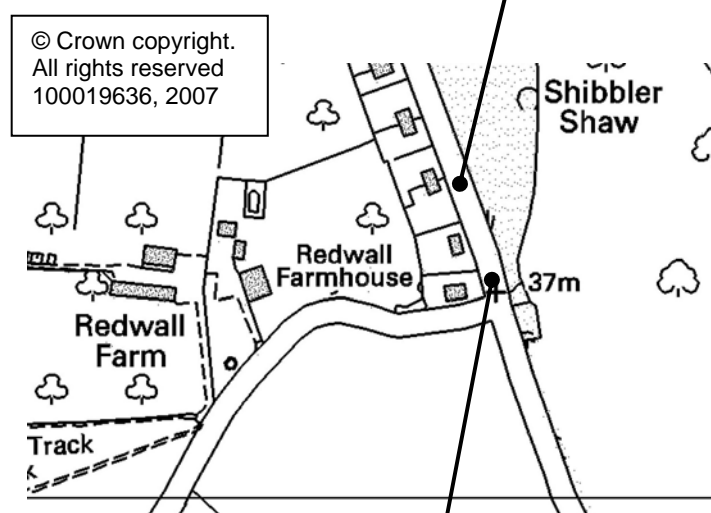 © Crown copyright.
All rights reserved
100019636, 2007
Shibbler
Shaw
Redwall
Farmhouse
37m
Redwall
Farm
Track